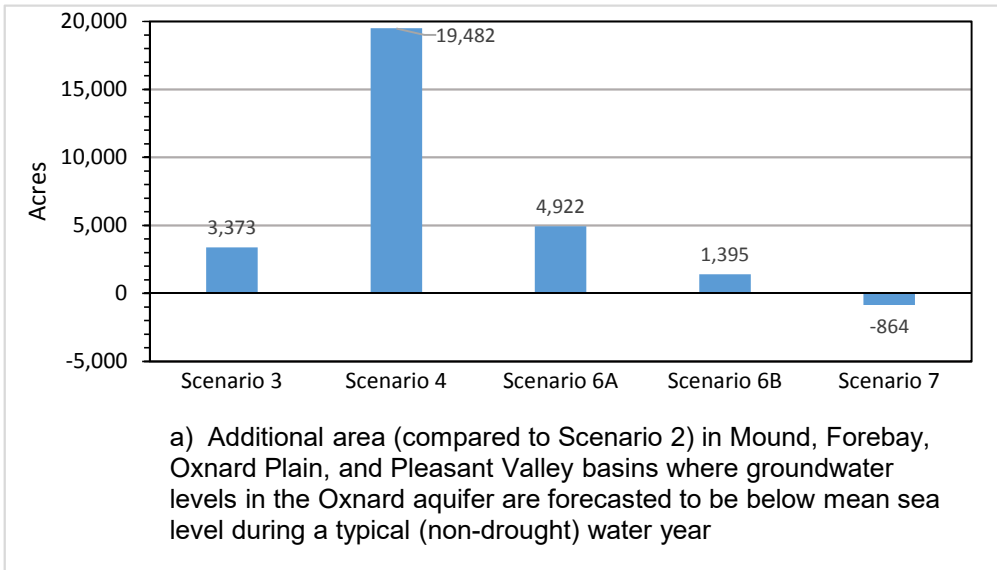 20,000
19,482
15,000
10,000
Acres
4,922
5,000
3,373
1,395
0
-864
-5,000
Scenario 3 Scenario 4 Scenario 6A Scenario 6B Scenario 7
a) Additional area (compared to Scenario 2) in Mound, Forebay,
Oxnard Plain, and Pleasant Valley basins where groundwater
levels in the Oxnard aquifer are forecasted to be below mean sea
level during a typical (non-drought) water year